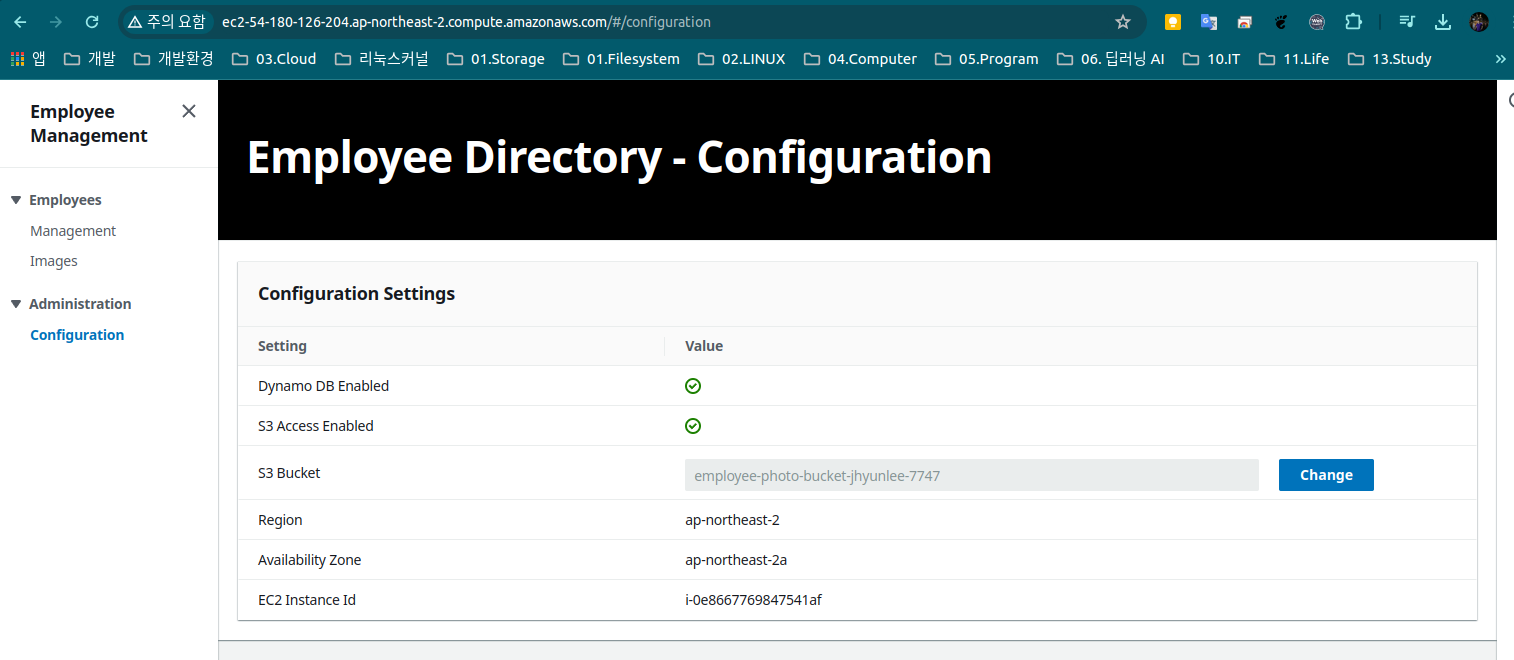 주의 요함 ec2-54-180-126-204.ap-northeast-2.compute.amazonaws.com/#/configuration
앱 개발 개발환경 03.Cloud 리눅스커널 01.Storage 01.Filesystem 02.LINUX 04.Computer 05.Program 06. 딥러닝 AI 10.IT 11.Life 13.Study »
Employee
Management
Employees
Management
Images
Administration
Configuration
Employee Directory - Configuration
Configuration Settings
Setting Value
Dynamo DB Enabled
S3 Access Enabled
S3 Bucket employee-photo-bucket-jhyunlee-7747 Change
Region ap-northeast-2
Availability Zone ap-northeast-2a
EC2 Instance Id i-0e8667769847541af